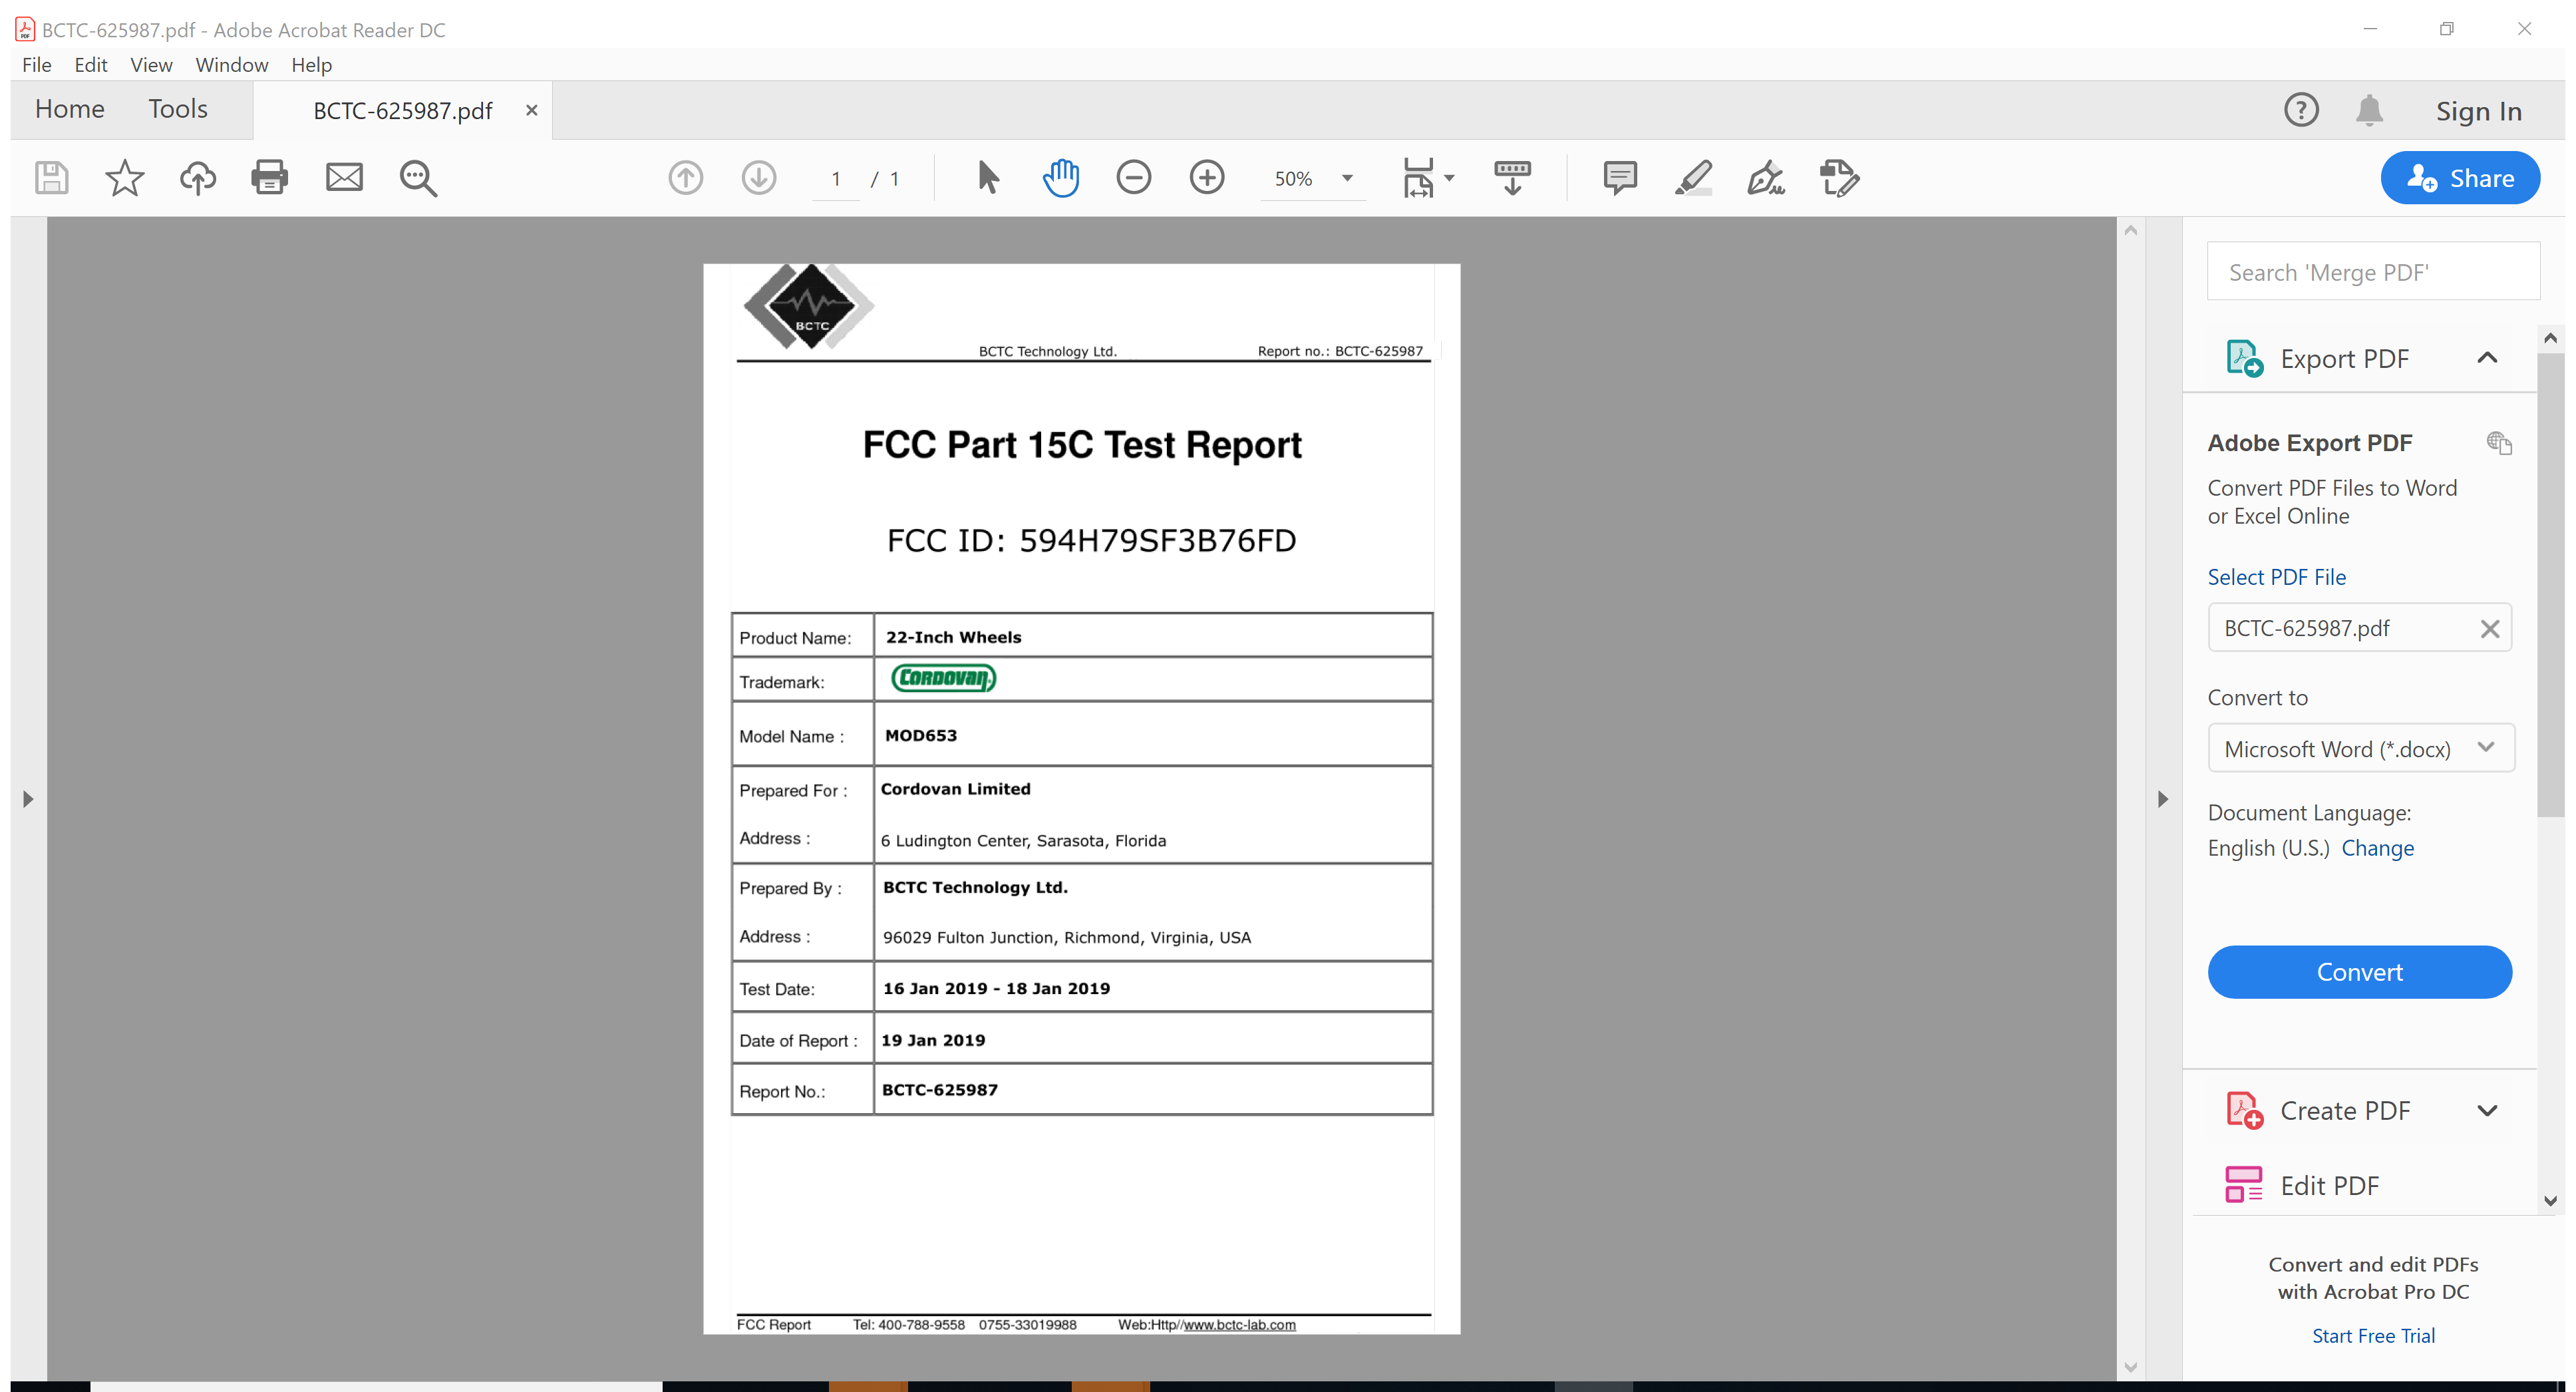 BCTC-625987.pdf - Adobe Acrobat Reader DC
File Edit View Window Help
Home Tools BCTC-625987.pdf × Sign In
1 / 1 50% Share
Search 'Merge PDF'
BCTC
BCTC Technology Ltd. Report no.: BCTC-625987
FCC Part 15C Test Report
FCC ID: 594H79SF3B76FD
Product Name: 22-Inch Wheels
Trademark: CORDOVAN
Model Name : MOD653
Prepared For : Cordovan Limited
Address : 6 Ludington Center, Sarasota, Florida
Prepared By : BCTC Technology Ltd.
Address : 96029 Fulton Junction, Richmond, Virginia, USA
Test Date: 16 Jan 2019 - 18 Jan 2019
Date of Report : 19 Jan 2019
Report No.: BCTC-625987
FCC Report Tel: 400-788-9558 0755-33019988 Web:Http//www.bctc-lab.com
Export PDF
Adobe Export PDF
Convert PDF Files to Word
or Excel Online
Select PDF File
BCTC-625987.pdf
Convert to
Microsoft Word (*.docx)
Document Language:
English (U.S.) Change
Convert
Create PDF
Edit PDF
Convert and edit PDFs
with Acrobat Pro DC
Start Free Trial